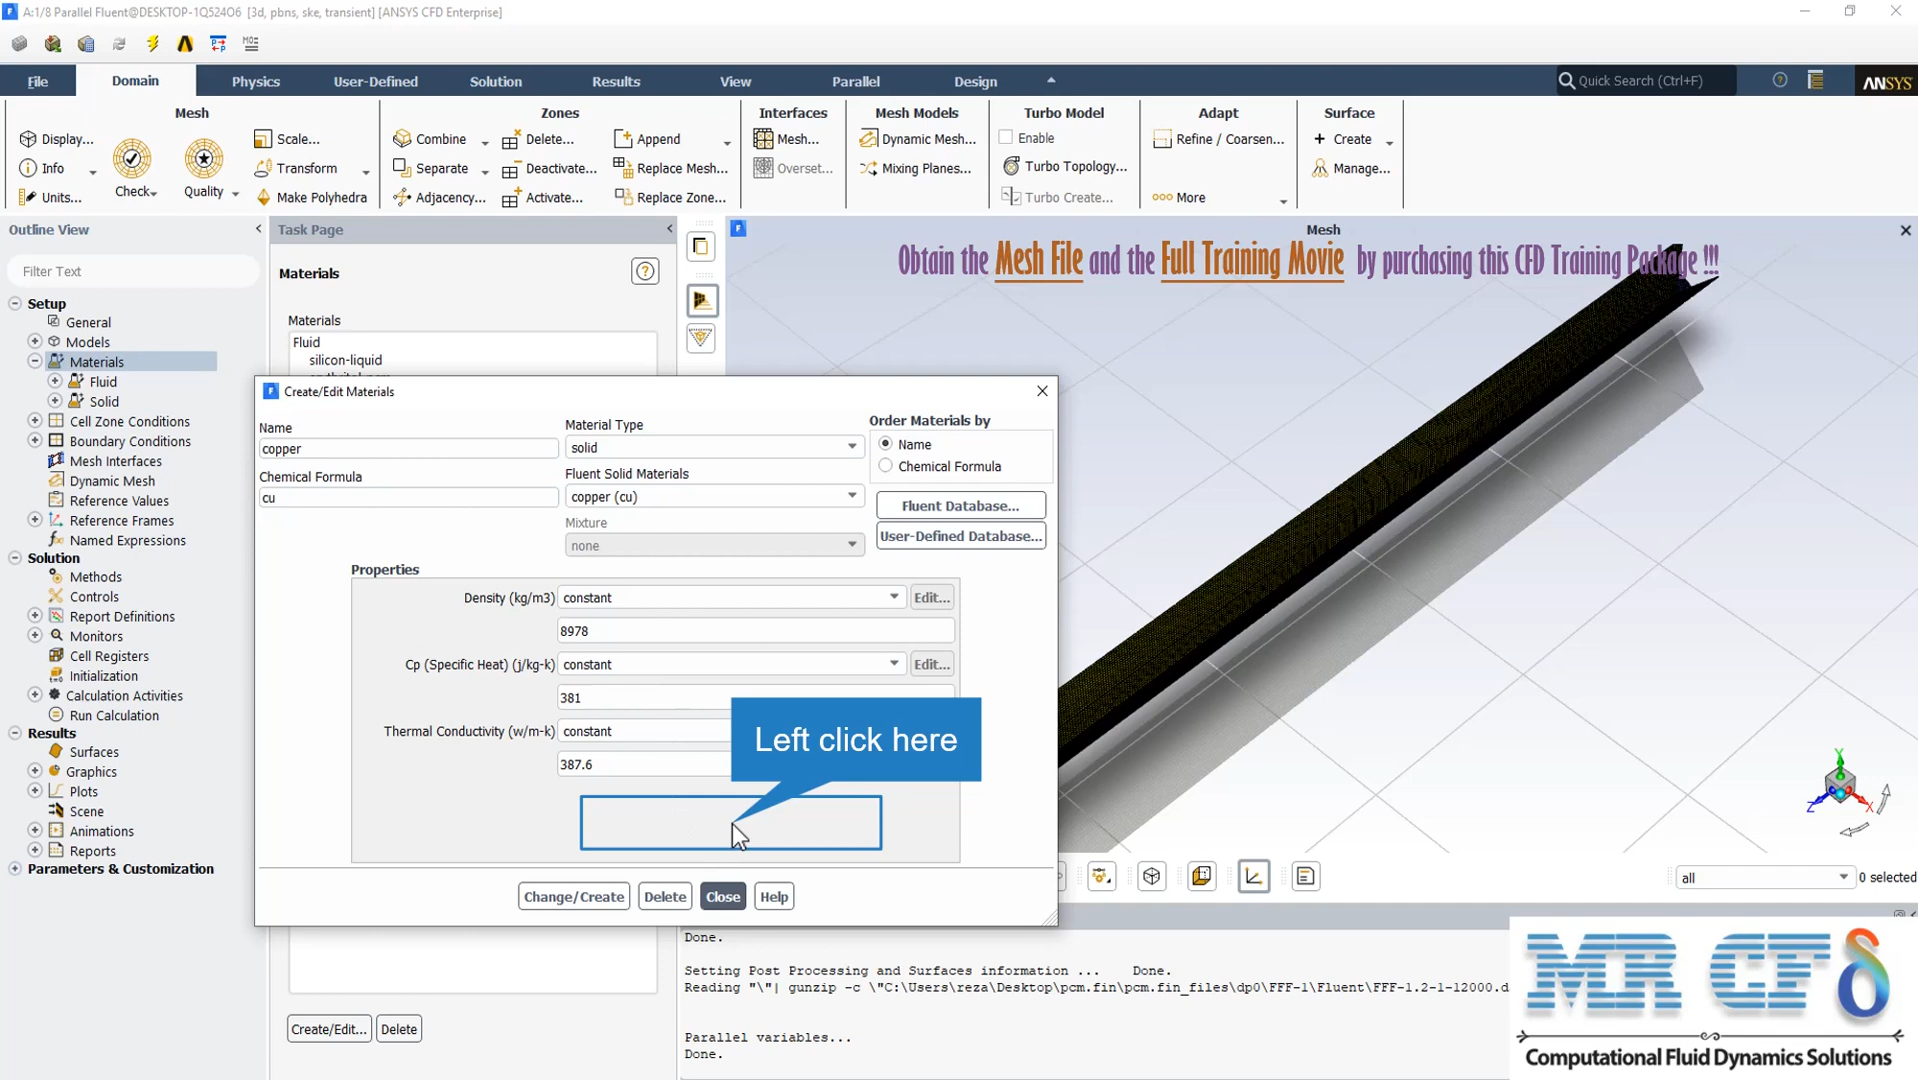 A:1/8 Parallel Fluent@DESKTOP-1Q524O6 [3d, pbns, ske, transient] [ANSYS CFD Enterprise]
File Domain Physics User-Defined Solution Results View Parallel Design Quick Search (Ctrl+F) ANSYS
Mesh Zones Interfaces Mesh Models Turbo Model Adapt Surface
Display... Scale... Combine Delete... Append Mesh... Dynamic Mesh... Enable Refine / Coarsen... Create
Info Transform Separate Deactivate... Replace Mesh... Overset... Mixing Planes... Turbo Topology... Manage...
Check Quality
Units... Make Polyhedra Adjacency... Activate... Replace Zone... Turbo Create... More
Outline View
Filter Text
Setup
General
Models
Materials
Fluid
Solid
Cell Zone Conditions
Boundary Conditions
Mesh Interfaces
Dynamic Mesh
Reference Values
Reference Frames
Named Expressions
Solution
Methods
Controls
Report Definitions
Monitors
Cell Registers
Initialization
Calculation Activities
Run Calculation
Results
Surfaces
Graphics
Plots
Scene
Animations
Reports
Parameters & Customization
Task Page
Materials
Materials
Fluid
silicon-liquid
Create/Edit... Delete
Create/Edit Materials
Name
copper
Chemical Formula
cu
Material Type
solid
Fluent Solid Materials
copper (cu)
Mixture
none
Order Materials by
Name
Chemical Formula
Fluent Database...
User-Defined Database...
Properties
Density (kg/m3) constant Edit...
8978
Cp (Specific Heat) (j/kg-k) constant Edit...
381
Thermal Conductivity (w/m-k) constant
387.6
Left click here
Change/Create Delete Close Help
Mesh
Obtain the Mesh File and the Full Training Movie by purchasing this CFD Training Package !!!
Y
Z X
all 0 selected
Done.
Setting Post Processing and Surfaces information ... Done.
Reading "\"| gunzip -c \"C:\Users\reza\Desktop\pcm.fin\pcm.fin_files\dp0\FFF-1\Fluent\FFF-1.2-1-12000.d
Parallel variables...
Done.
MR CFD
Computational Fluid Dynamics Solutions